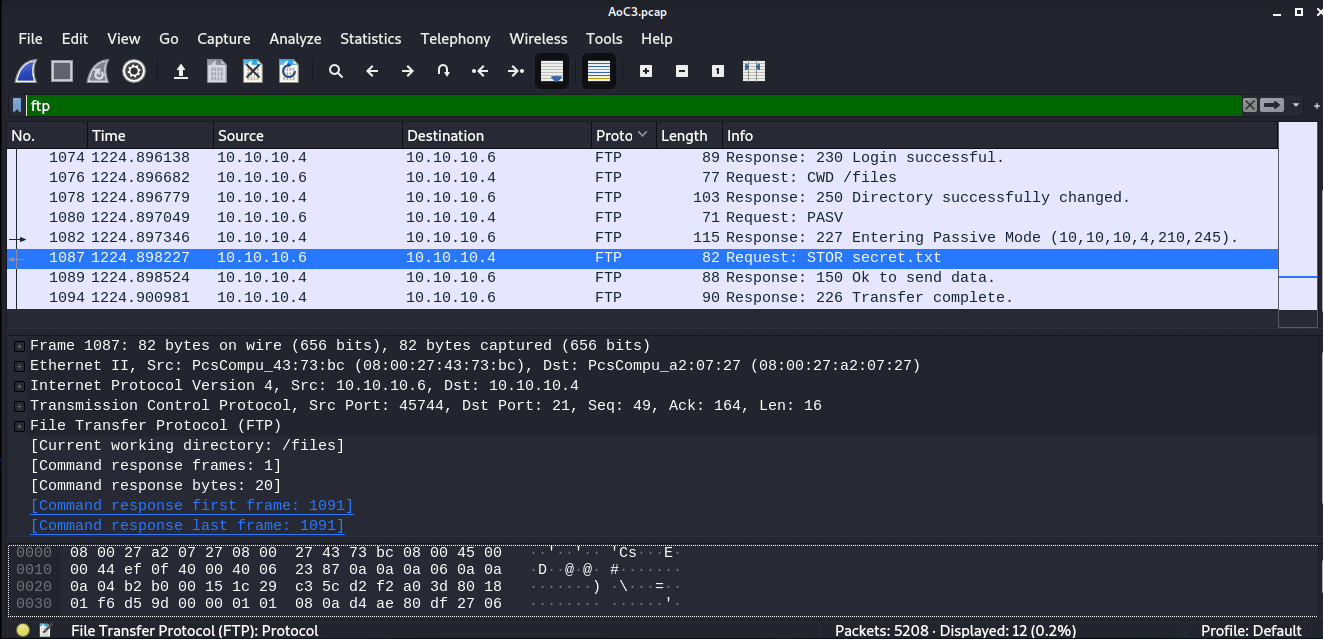 AoC3.pcap
File Edit View Go Capture Analyze Statistics Telephony Wireless Tools Help
ftp
No. Time Source Destination Proto Length Info
1074 1224.896138 10.10.10.4 10.10.10.6 FTP 89 Response: 230 Login successful.
1076 1224.896682 10.10.10.6 10.10.10.4 FTP 77 Request: CWD /files
1078 1224.896779 10.10.10.4 10.10.10.6 FTP 103 Response: 250 Directory successfully changed.
1080 1224.897049 10.10.10.6 10.10.10.4 FTP 71 Request: PASV
1082 1224.897346 10.10.10.4 10.10.10.6 FTP 115 Response: 227 Entering Passive Mode (10,10,10,4,210,245).
1087 1224.898227 10.10.10.6 10.10.10.4 FTP 82 Request: STOR secret.txt
1089 1224.898524 10.10.10.4 10.10.10.6 FTP 88 Response: 150 Ok to send data.
1094 1224.900981 10.10.10.4 10.10.10.6 FTP 90 Response: 226 Transfer complete.
Frame 1087: 82 bytes on wire (656 bits), 82 bytes captured (656 bits)
Ethernet II, Src: PcsCompu_43:73:bc (08:00:27:43:73:bc), Dst: PcsCompu_a2:07:27 (08:00:27:a2:07:27)
Internet Protocol Version 4, Src: 10.10.10.6, Dst: 10.10.10.4
Transmission Control Protocol, Src Port: 45744, Dst Port: 21, Seq: 49, Ack: 164, Len: 16
File Transfer Protocol (FTP)
[Current working directory: /files]
[Command response frames: 1]
[Command response bytes: 20]
[Command response first frame: 1091]
[Command response last frame: 1091]
0000 08 00 27 a2 07 27 08 00 27 43 73 bc 08 00 45 00 ··'··'·· 'Cs···E·
0010 00 44 ef 0f 40 00 40 06 23 87 0a 0a 0a 06 0a 0a ·D··@·@· #·······
0020 0a 04 b2 b0 00 15 1c 29 c3 5c d2 f2 a0 3d 80 18 ·······) ·\···=··
0030 01 f6 d5 9d 00 00 01 01 08 0a d4 ae 80 df 27 06 ········ ······'·
File Transfer Protocol (FTP): Protocol Packets: 5208 · Displayed: 12 (0.2%) Profile: Default